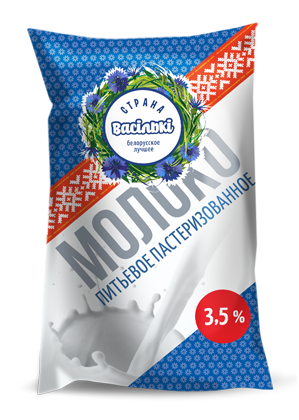 СТРАНА
Васількі
белорусское
лучшее
МОЛОКО
ПИТЬЕВОЕ ПАСТЕРИЗОВАННОЕ
3,5 %